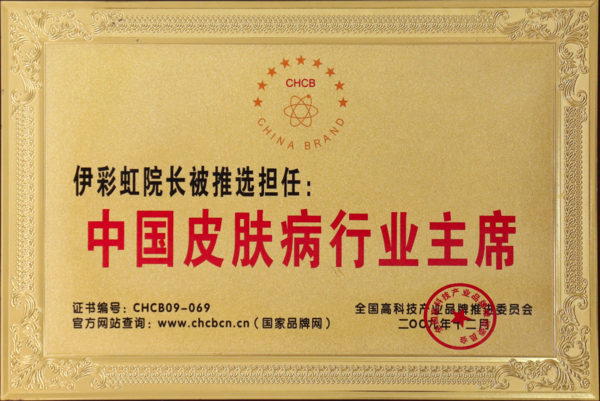 CHCB
CHINA BRAND
伊彩虹院长被推选担任：
中国皮肤病行业主席
证书编号：CHCB09-069
全国高科技产业品牌推进委员会
官方网站查询：www.chcbcn.cn（国家品牌网）
二〇〇九年十二月